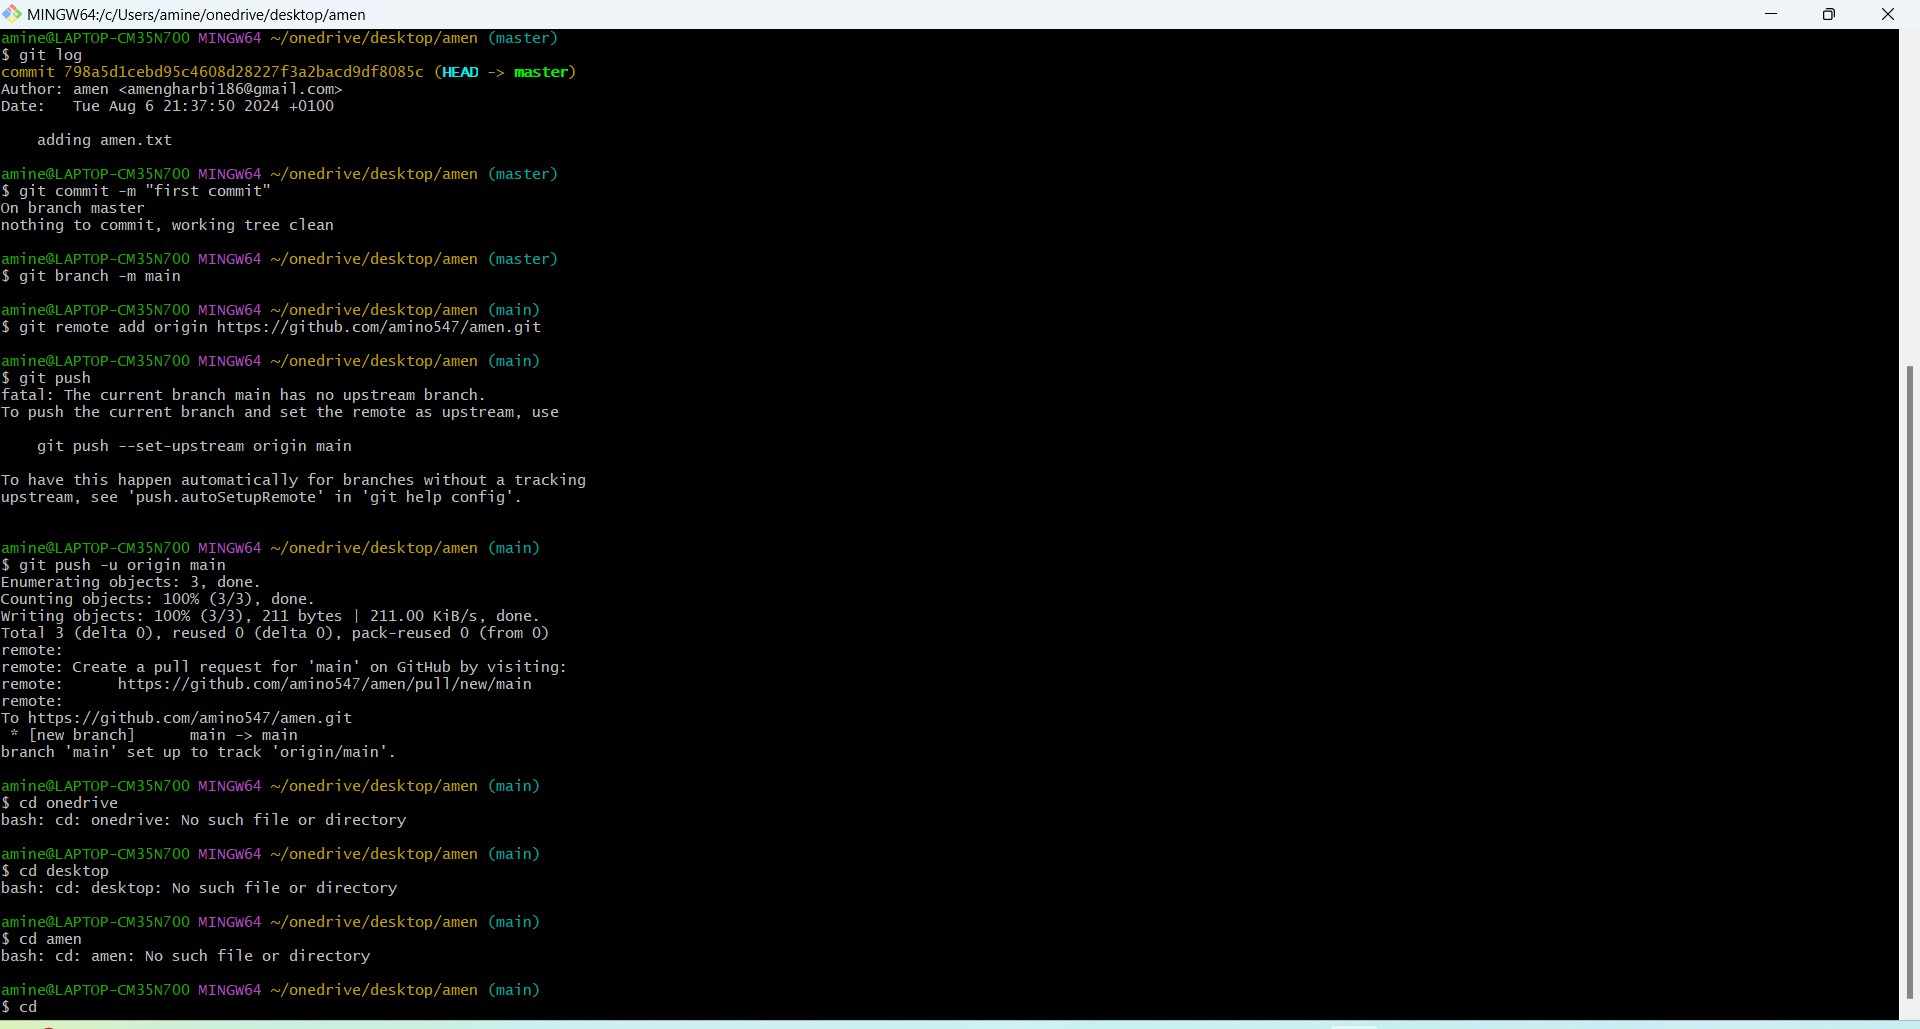 MINGW64:/c/Users/amine/onedrive/desktop/amen
amine@LAPTOP-CM35N700 MINGW64 ~/onedrive/desktop/amen (master)
$ git log
commit 798a5d1cebd95c4608d28227f3a2bacd9df8085c (HEAD -> master)
Author: amen <amengharbi186@gmail.com>
Date:   Tue Aug 6 21:37:50 2024 +0100
    adding amen.txt
amine@LAPTOP-CM35N700 MINGW64 ~/onedrive/desktop/amen (master)
$ git commit -m "first commit"
On branch master
nothing to commit, working tree clean
amine@LAPTOP-CM35N700 MINGW64 ~/onedrive/desktop/amen (master)
$ git branch -m main
amine@LAPTOP-CM35N700 MINGW64 ~/onedrive/desktop/amen (main)
$ git remote add origin https://github.com/amino547/amen.git
amine@LAPTOP-CM35N700 MINGW64 ~/onedrive/desktop/amen (main)
$ git push
fatal: The current branch main has no upstream branch.
To push the current branch and set the remote as upstream, use
    git push --set-upstream origin main
To have this happen automatically for branches without a tracking
upstream, see 'push.autoSetupRemote' in 'git help config'.
amine@LAPTOP-CM35N700 MINGW64 ~/onedrive/desktop/amen (main)
$ git push -u origin main
Enumerating objects: 3, done.
Counting objects: 100% (3/3), done.
Writing objects: 100% (3/3), 211 bytes | 211.00 KiB/s, done.
Total 3 (delta 0), reused 0 (delta 0), pack-reused 0 (from 0)
remote:
remote: Create a pull request for 'main' on GitHub by visiting:
remote:      https://github.com/amino547/amen/pull/new/main
remote:
To https://github.com/amino547/amen.git
 * [new branch]      main -> main
branch 'main' set up to track 'origin/main'.
amine@LAPTOP-CM35N700 MINGW64 ~/onedrive/desktop/amen (main)
$ cd onedrive
bash: cd: onedrive: No such file or directory
amine@LAPTOP-CM35N700 MINGW64 ~/onedrive/desktop/amen (main)
$ cd desktop
bash: cd: desktop: No such file or directory
amine@LAPTOP-CM35N700 MINGW64 ~/onedrive/desktop/amen (main)
$ cd amen
bash: cd: amen: No such file or directory
amine@LAPTOP-CM35N700 MINGW64 ~/onedrive/desktop/amen (main)
$ cd